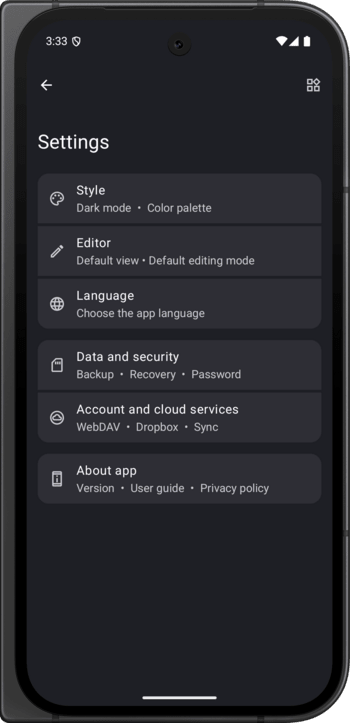 3:33
Settings
Style
Dark mode • Color palette
Editor
Default view • Default editing mode
Language
Choose the app language
Data and security
Backup • Recovery • Password
Account and cloud services
WebDAV • Dropbox • Sync
About app
Version • User guide • Privacy policy